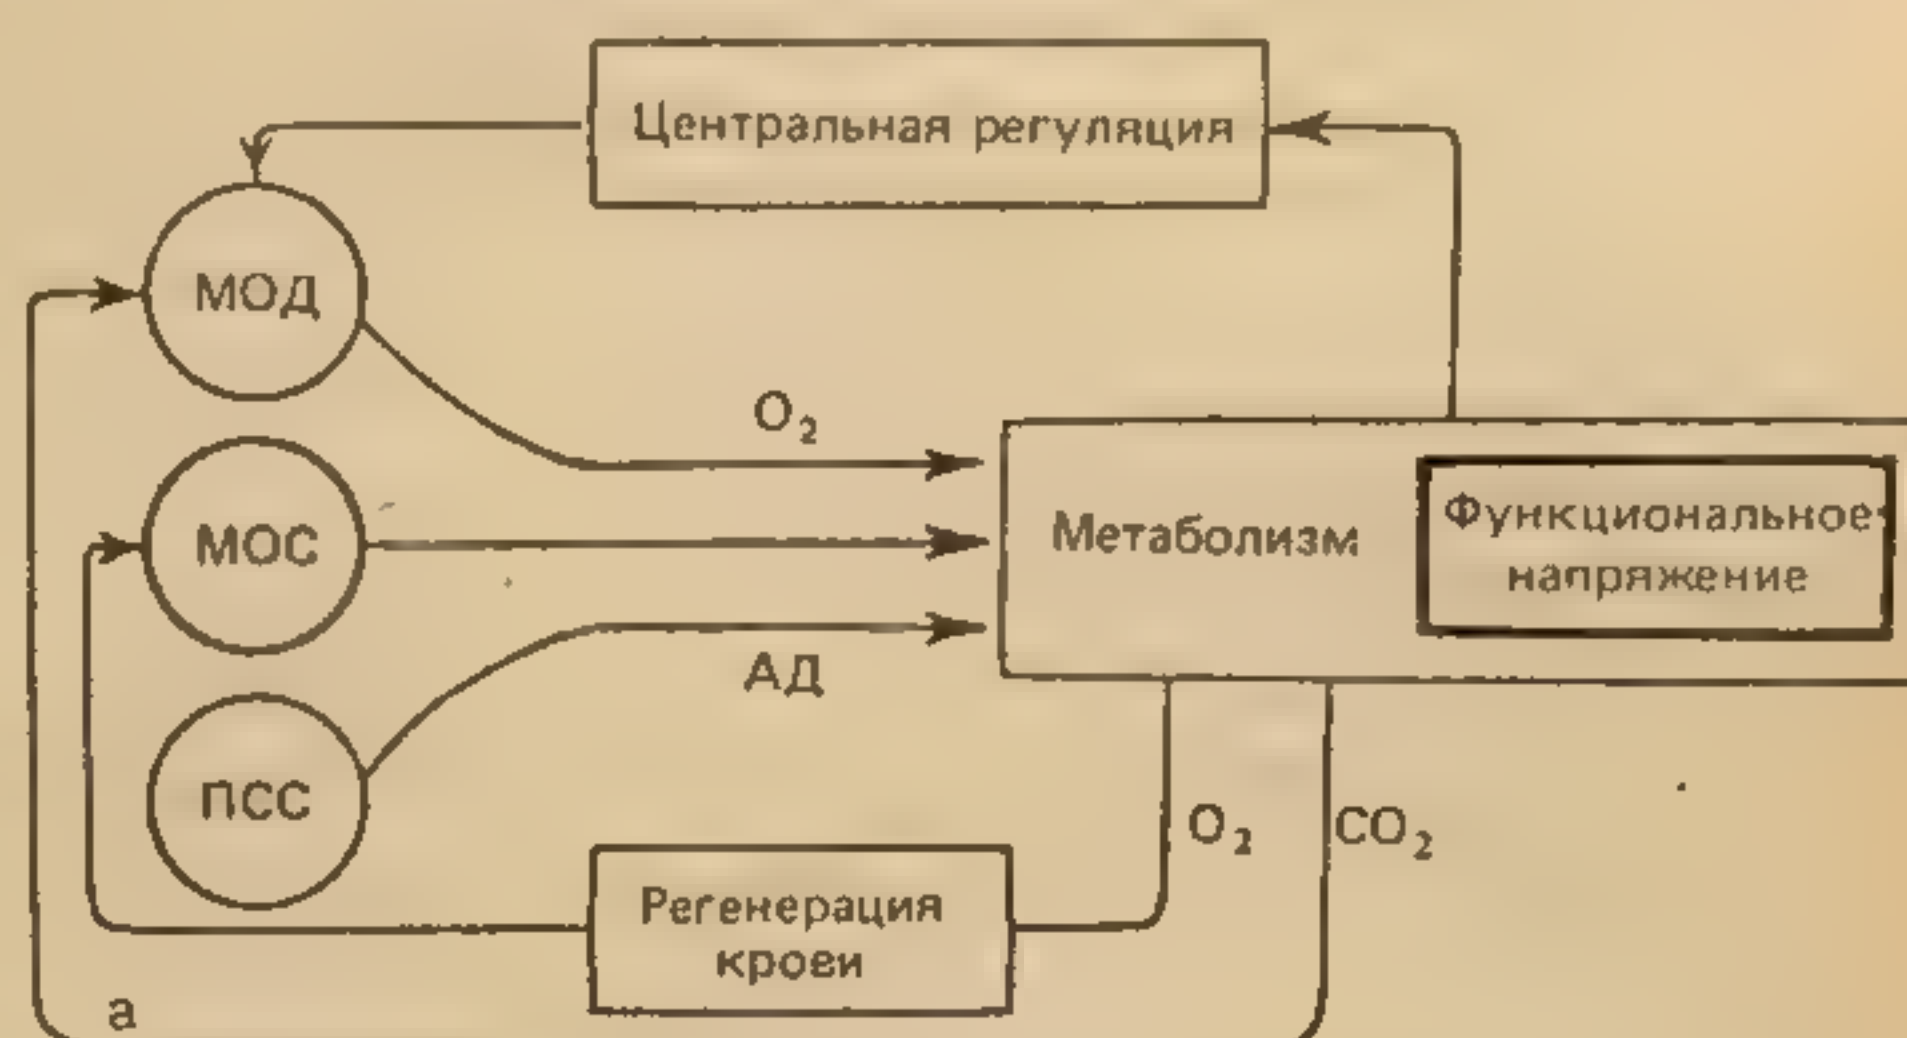 Центральная регуляция
МОД
O₂
МОС
Метаболизм
Функциональное
напряжение
АД
ПСС
O₂
CO₂
Регенерация
крови
а